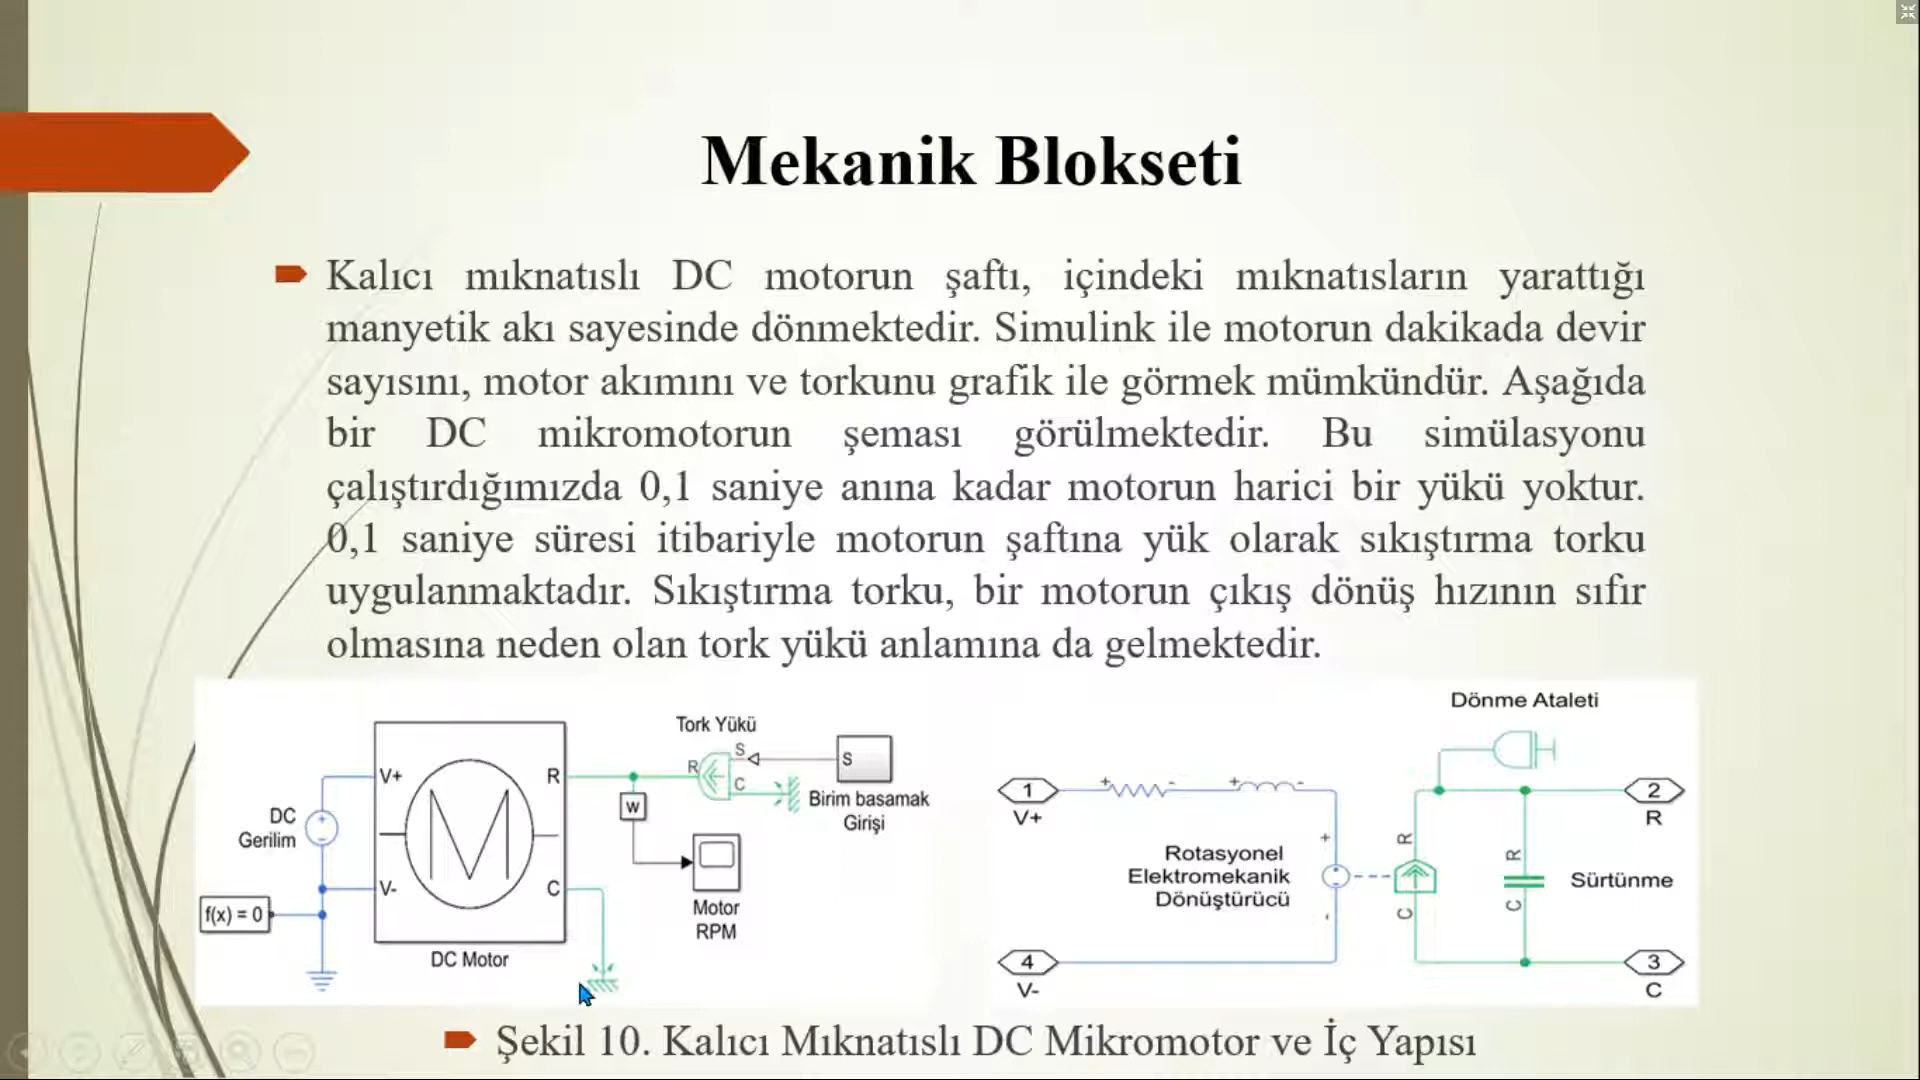 Mekanik Blokseti
Kalıcı mıknatıslı DC motorun şaftı, içindeki mıknatısların yarattığı
manyetik akı sayesinde dönmektedir. Simulink ile motorun dakikada devir
sayısını, motor akımını ve torkunu grafik ile görmek mümkündür. Aşağıda
bir DC mikromotorun şeması görülmektedir. Bu simülasyonu
çalıştırdığımızda 0,1 saniye anına kadar motorun harici bir yükü yoktur.
0,1 saniye süresi itibariyle motorun şaftına yük olarak sıkıştırma torku
uygulanmaktadır. Sıkıştırma torku, bir motorun çıkış dönüş hızının sıfır
olmasına neden olan tork yükü anlamına da gelmektedir.
DC
Gerilim
f(x) = 0
V+
V-
M
R
C
DC Motor
w
Motor
RPM
Tork Yükü
R
S
C
S
Birim basamak
Girişi
1
V+
4
V-
+ -
+ -
+
-
Rotasyonel
Elektromekanik
Dönüştürücü
R
C
R
C
Dönme Ataleti
Sürtünme
2
R
3
C
Şekil 10. Kalıcı Mıknatıslı DC Mikromotor ve İç Yapısı